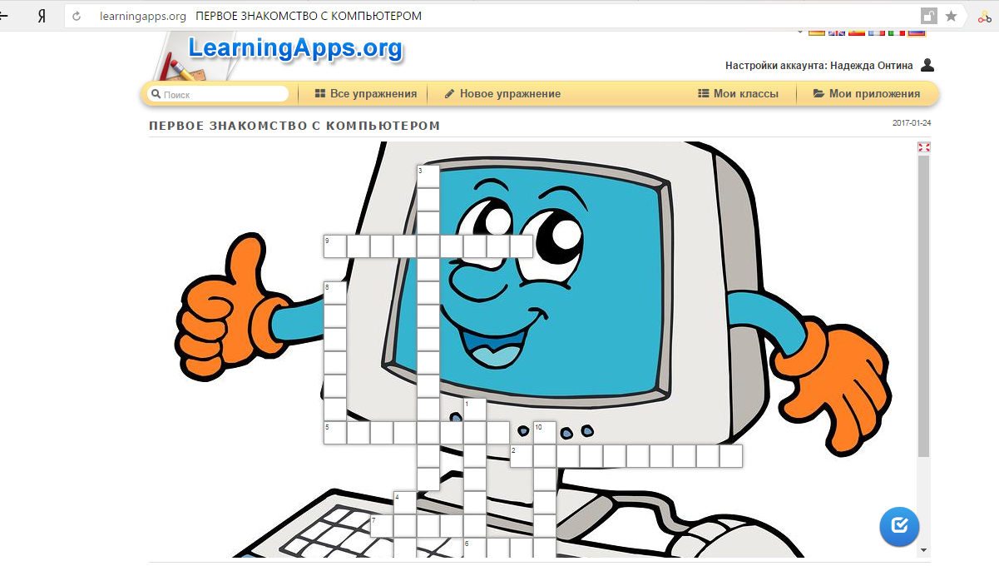 Я learningapps.org ПЕРВОЕ ЗНАКОМСТВО С КОМПЬЮТЕРОМ
LearningApps.org
Настройки аккаунта: Надежда Онтина
Поиск Все упражнения Новое упражнение Мои классы Мои приложения
ПЕРВОЕ ЗНАКОМСТВО С КОМПЬЮТЕРОМ 2017-01-24
3
9
8
1
5 10
2
4
7
6